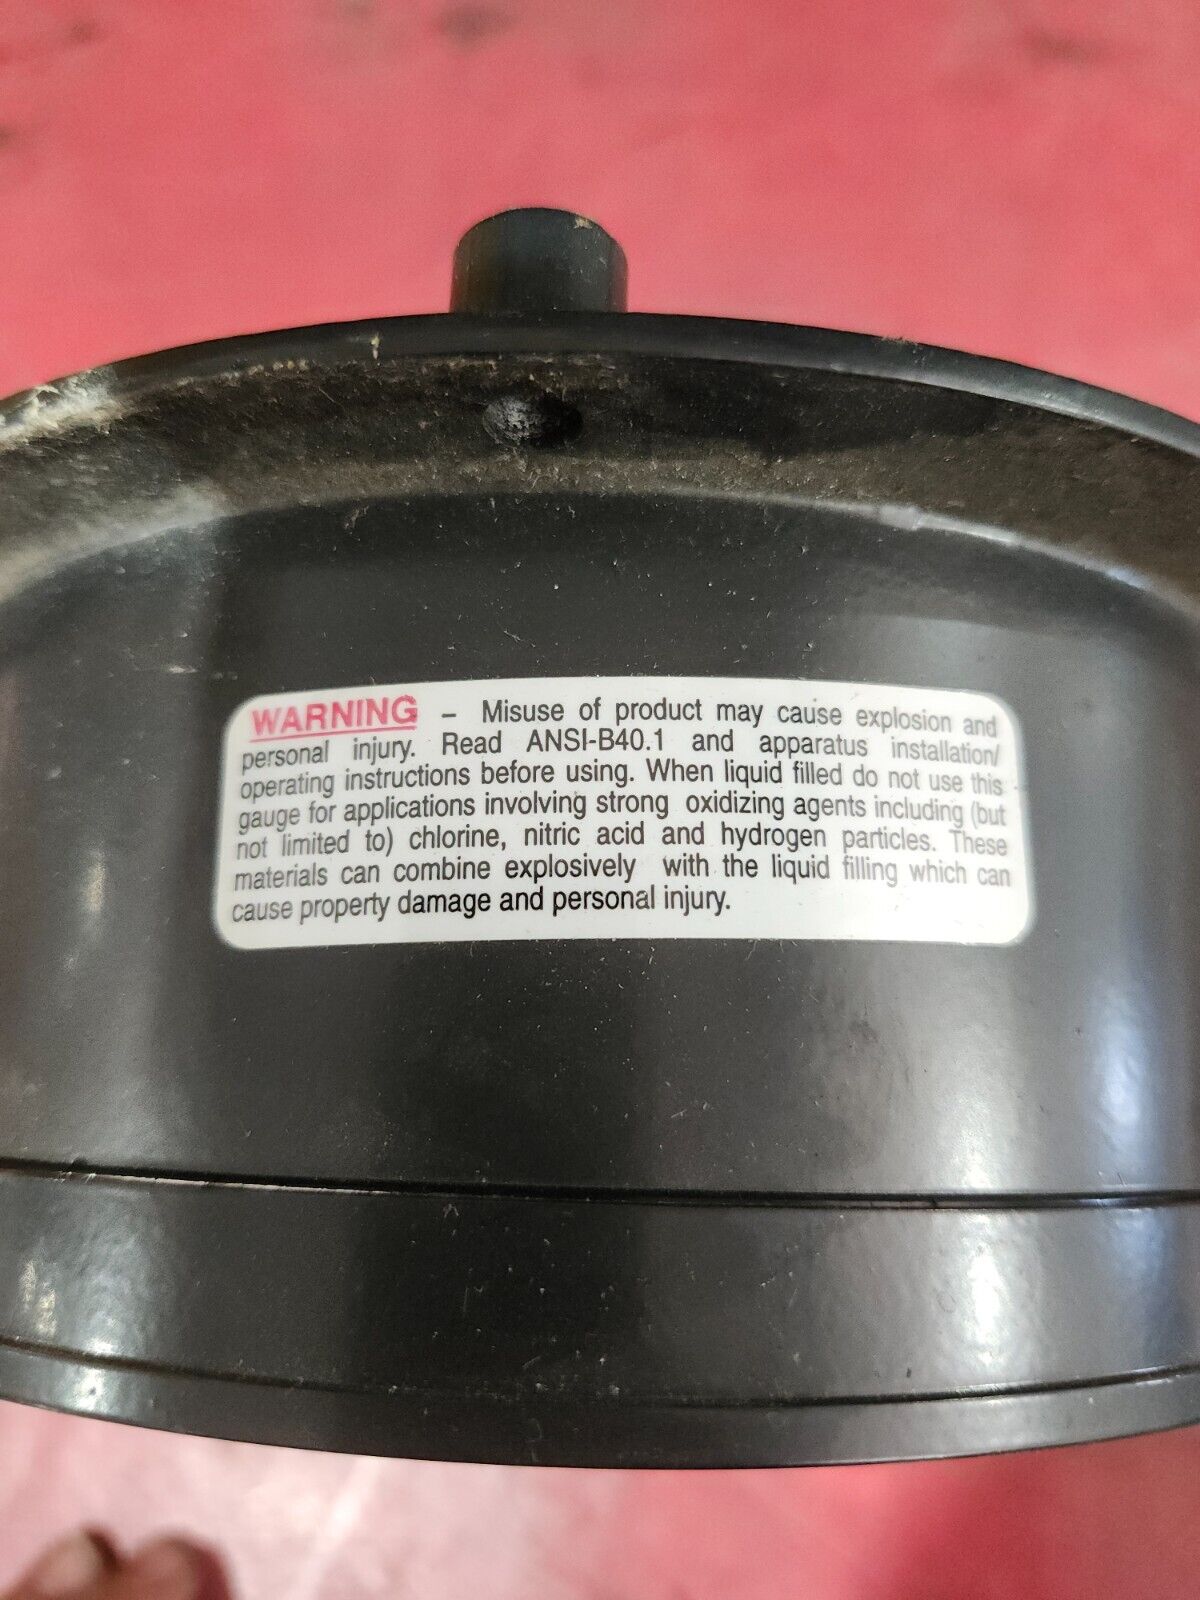 WARNING – Misuse of product may cause explosion and
personal injury. Read ANSI-B40.1 and apparatus installation/
operating instructions before using. When liquid filled do not use this
gauge for applications involving strong oxidizing agents including (but
not limited to) chlorine, nitric acid and hydrogen particles. These
materials can combine explosively with the liquid filling which can
cause property damage and personal injury.